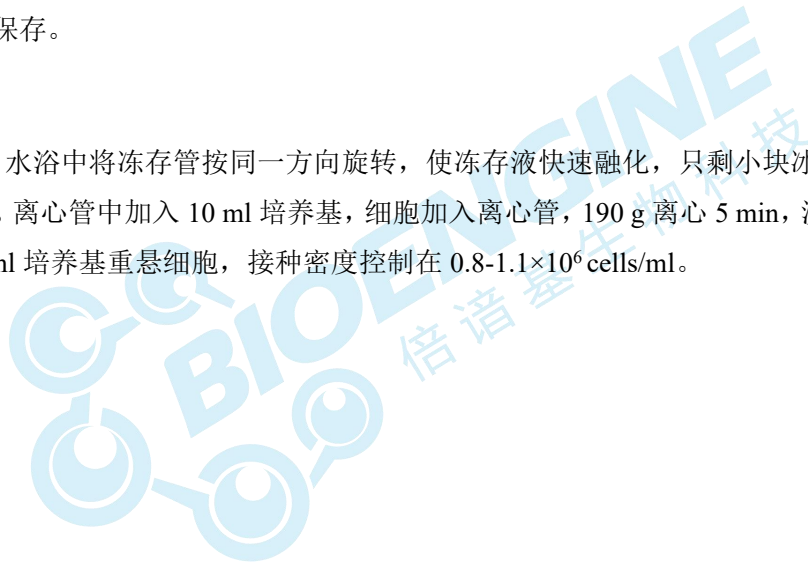 保存。
水浴中将冻存管按同一方向旋转，使冻存液快速融化，只剩小块冰
离心管中加入 10 ml 培养基，细胞加入离心管，190 g 离心 5 min，
ml 培养基重悬细胞，接种密度控制在 0.8-1.1×10⁶ cells/ml。
BIOENGINE
倍谙基生物科技